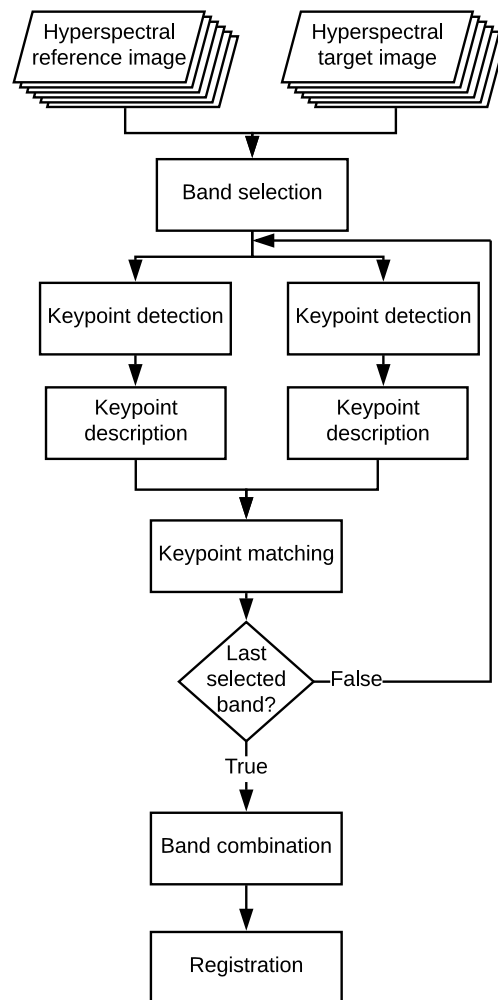 Hyperspectral
reference image
Hyperspectral
target image
Band selection
Keypoint detection
Keypoint detection
Keypoint
description
Keypoint
description
Keypoint matching
Last
selected
band?
False
True
Band combination
Registration